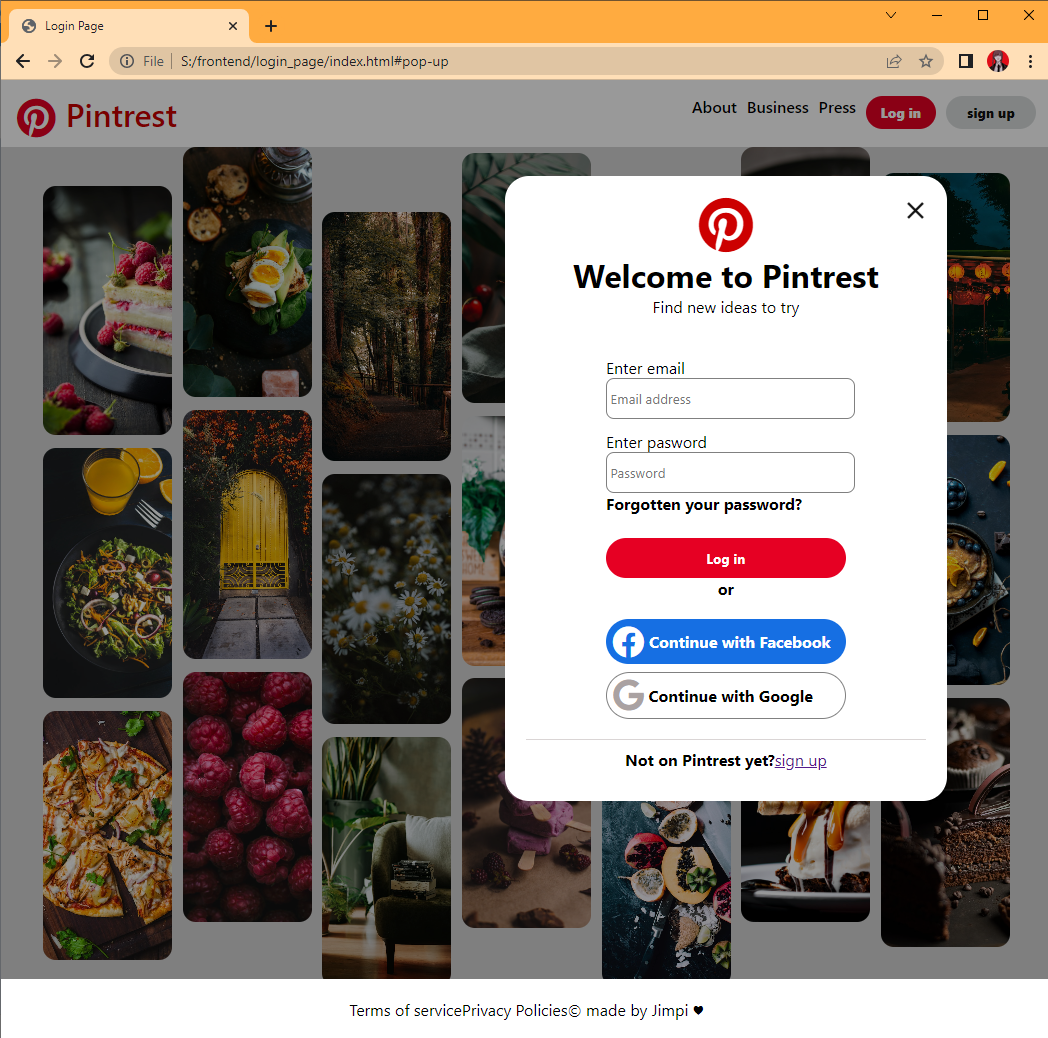 Login Page
File
S:/frontend/login_page/index.html#pop-up
Pintrest
About Business Press Log in sign up
Welcome to Pintrest
Find new ideas to try
Enter email
Email address
Enter pasword
Password
Forgotten your password?
Log in
or
Continue with Facebook
Continue with Google
Not on Pintrest yet?sign up
Terms of servicePrivacy Policies© made by Jimpi ♥